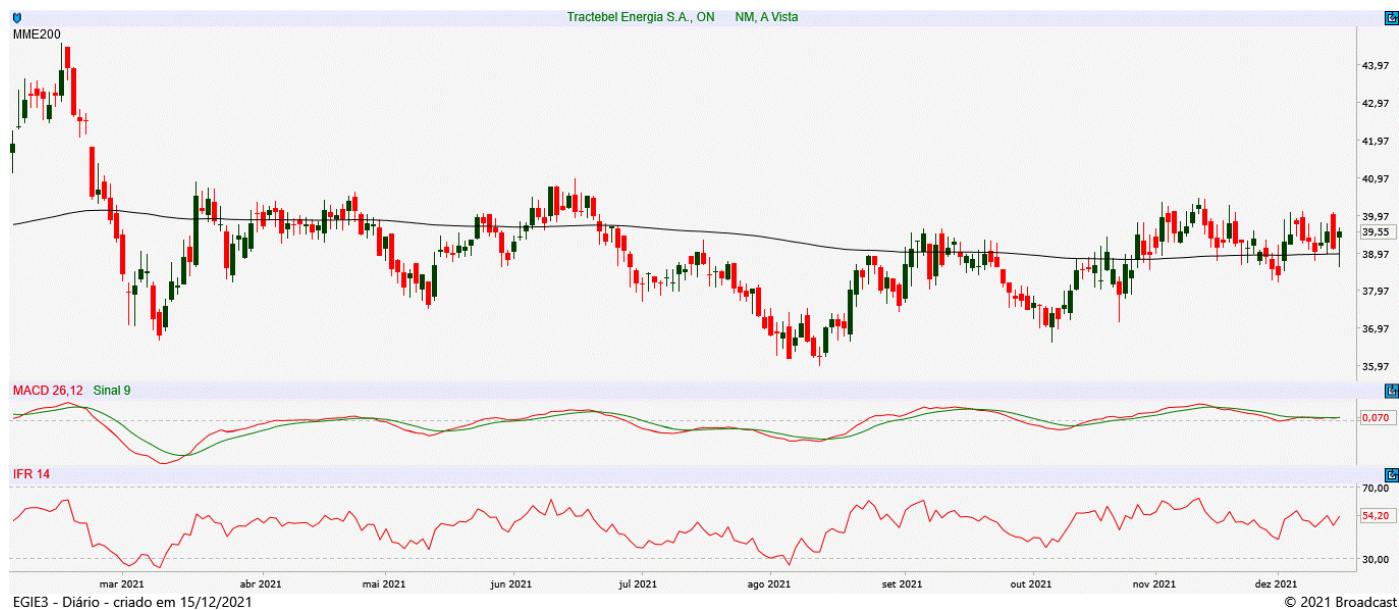 Tractebel Energia S.A., ON NM, A Vista
MME200
43,97
42,97
41,97
40,97
39,97
39,55
38,97
37,97
36,97
35,97
MACD 26,12 Sinal 9
0,070
IFR 14
70,00
54,20
30,00
mar 2021 abr 2021 mai 2021 jun 2021 jul 2021 ago 2021 set 2021 out 2021 nov 2021 dez 2021
EGIE3 - Diário - criado em 15/12/2021 © 2021 Broadcast